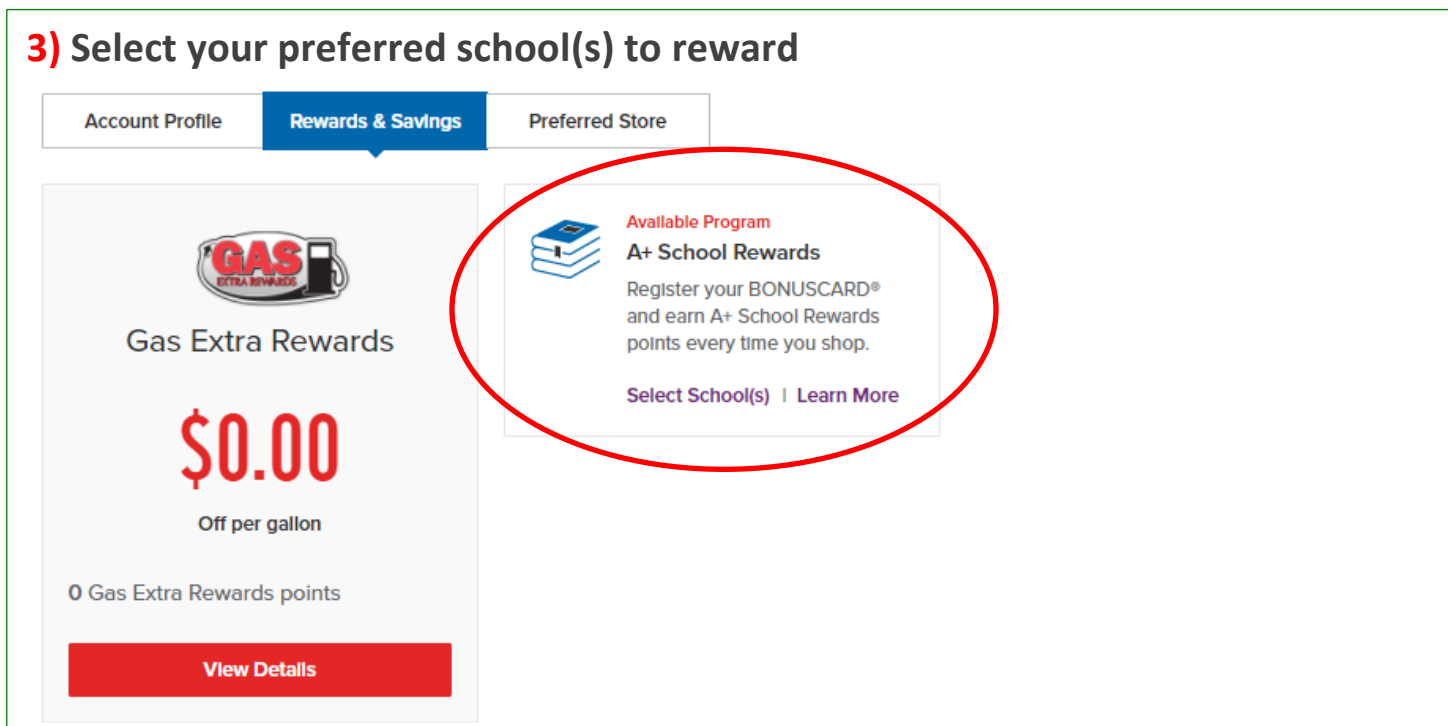 3) Select your preferred school(s) to reward
Account Profile
Rewards & Savings
Preferred Store
GAS
EXTRA REWARDS
Gas Extra Rewards
$0.00
Off per gallon
0 Gas Extra Rewards points
View Details
Available Program
A+ School Rewards
Register your BONUSCARD®
and earn A+ School Rewards
points every time you shop.
Select School(s) | Learn More